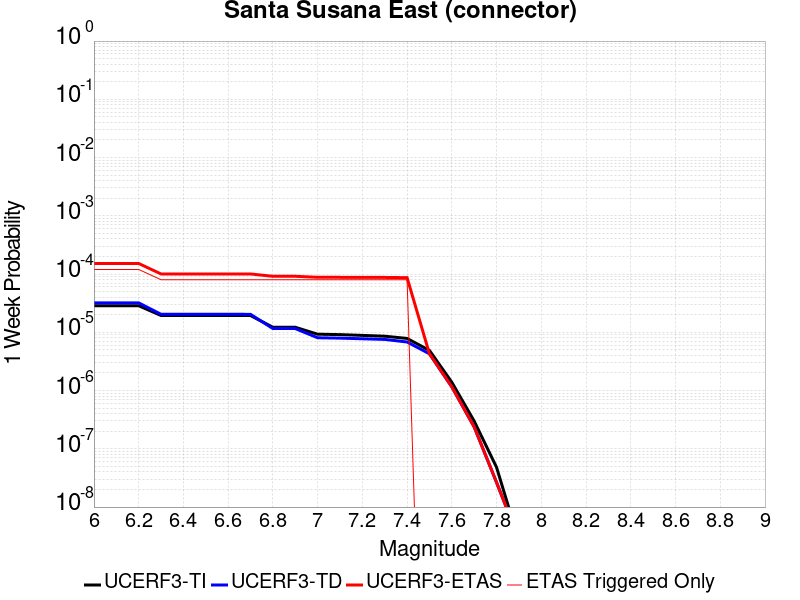 Santa Susana East (connector)
1 Week Probability
10^0
10^-1
10^-2
10^-3
10^-4
10^-5
10^-6
10^-7
10^-8
6 6.2 6.4 6.6 6.8 7 7.2 7.4 7.6 7.8 8 8.2 8.4 8.6 8.8 9
Magnitude
UCERF3-TI UCERF3-TD UCERF3-ETAS ETAS Triggered Only